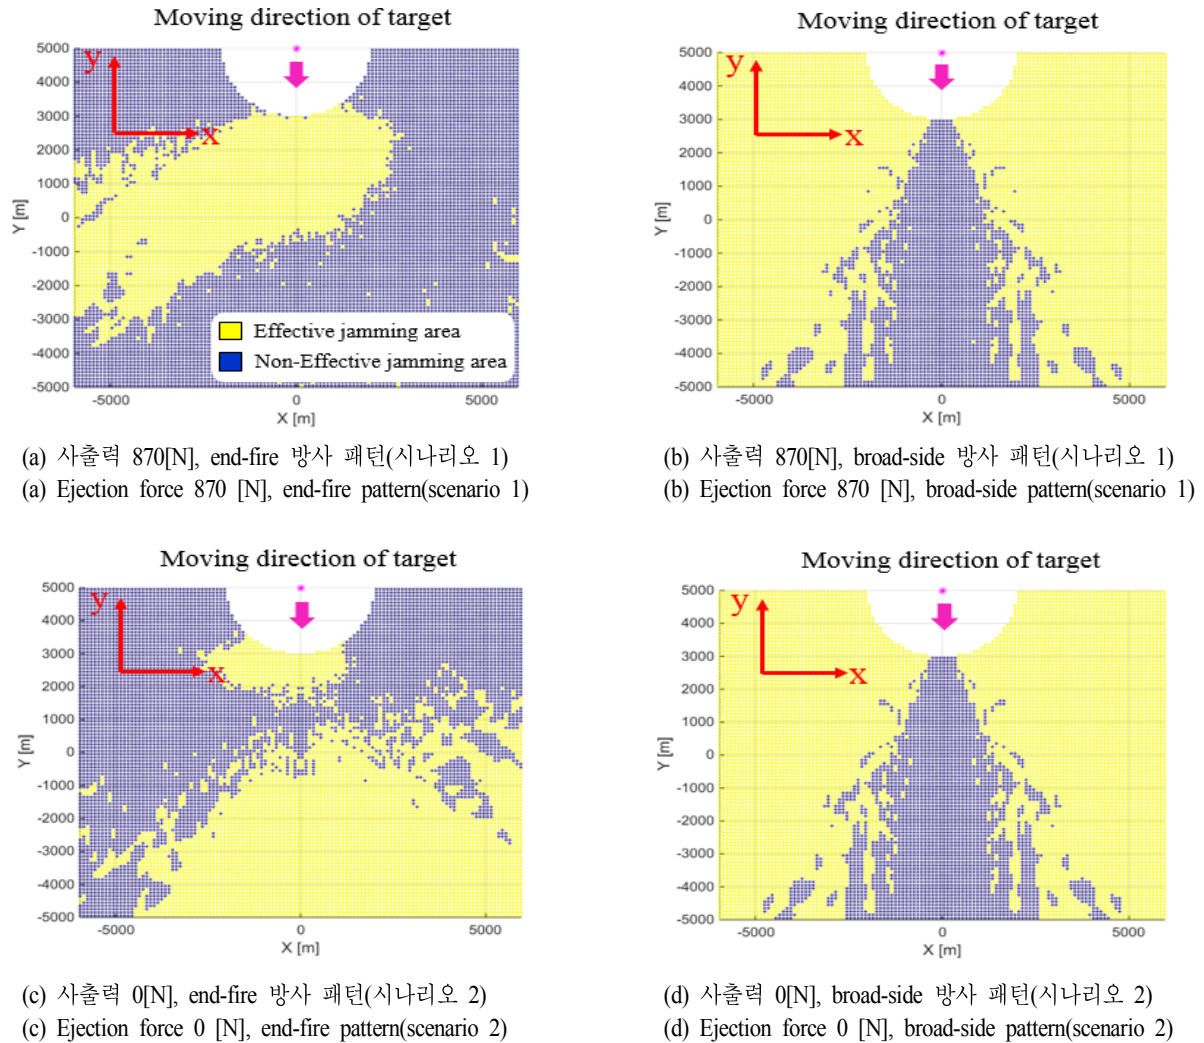 Moving direction of target
5000
4000
3000
2000
1000
0
-1000
-2000
-3000
-4000
-5000
Y [m]
y
x
Effective jamming area
Non-Effective jamming area
-5000 0 5000
X [m]
(a) 사출력 870[N], end-fire 방사 패턴(시나리오 1)
(a) Ejection force 870 [N], end-fire pattern(scenario 1)
Moving direction of target
5000
4000
3000
2000
1000
0
-1000
-2000
-3000
-4000
-5000
Y [m]
y
x
-5000 0 5000
X [m]
(b) 사출력 870[N], broad-side 방사 패턴(시나리오 1)
(b) Ejection force 870 [N], broad-side pattern(scenario 1)
Moving direction of target
5000
4000
3000
2000
1000
0
-1000
-2000
-3000
-4000
-5000
Y [m]
y
x
-5000 0 5000
X [m]
(c) 사출력 0[N], end-fire 방사 패턴(시나리오 2)
(c) Ejection force 0 [N], end-fire pattern(scenario 2)
Moving direction of target
5000
4000
3000
2000
1000
0
-1000
-2000
-3000
-4000
-5000
Y [m]
y
x
-5000 0 5000
X [m]
(d) 사출력 0[N], broad-side 방사 패턴(시나리오 2)
(d) Ejection force 0 [N], broad-side pattern(scenario 2)